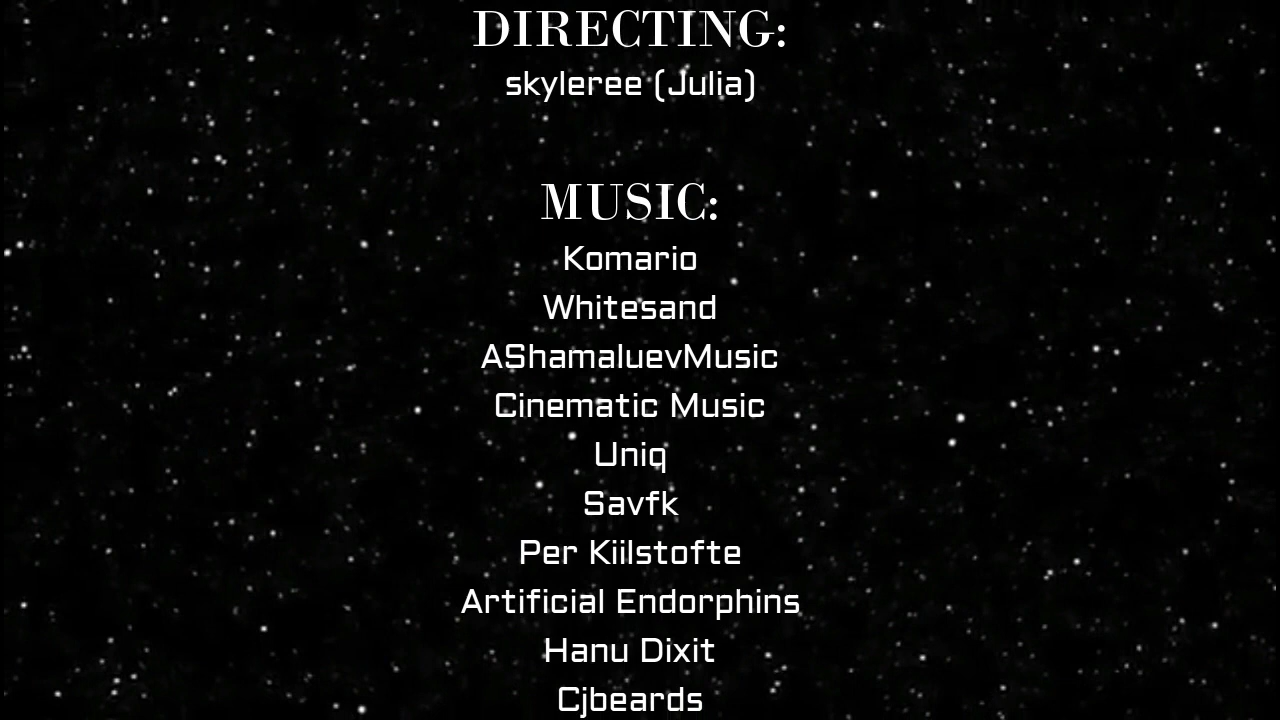 DIRECTING:
skyleree (Julia)
MUSIC:
Komario
Whitesand
AShamaluevMusic
Cinematic Music
Uniq
Savfk
Per Kiilstofte
Artificial Endorphins
Hanu Dixit
Cjbeards